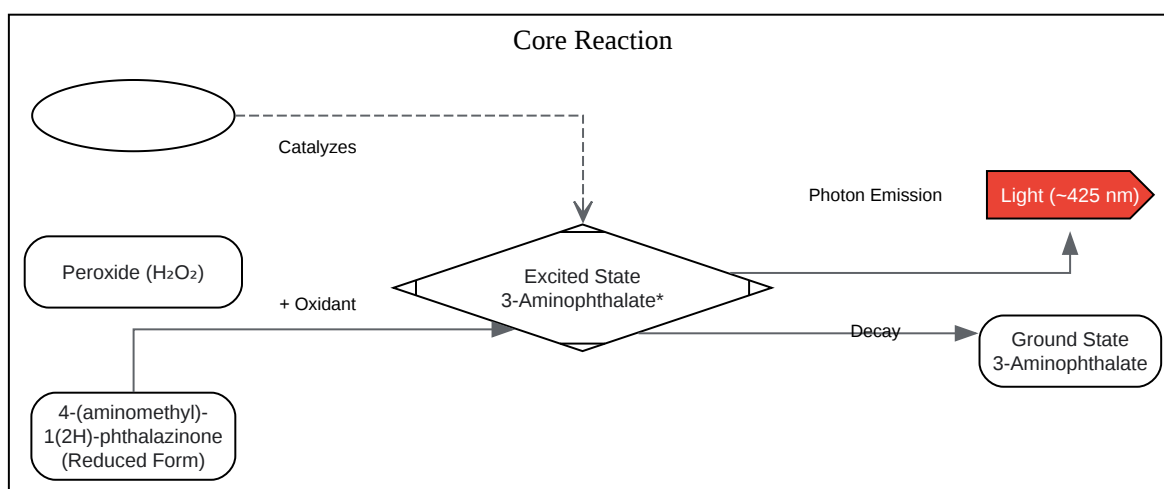 Core Reaction
Catalyzes
Photon Emission
Light (~425 nm)
Peroxide (H₂O₂)
Excited State
3-Aminophthalate*
+ Oxidant
Decay
Ground State
3-Aminophthalate
4-(aminomethyl)-
1(2H)-phthalazinone
(Reduced Form)